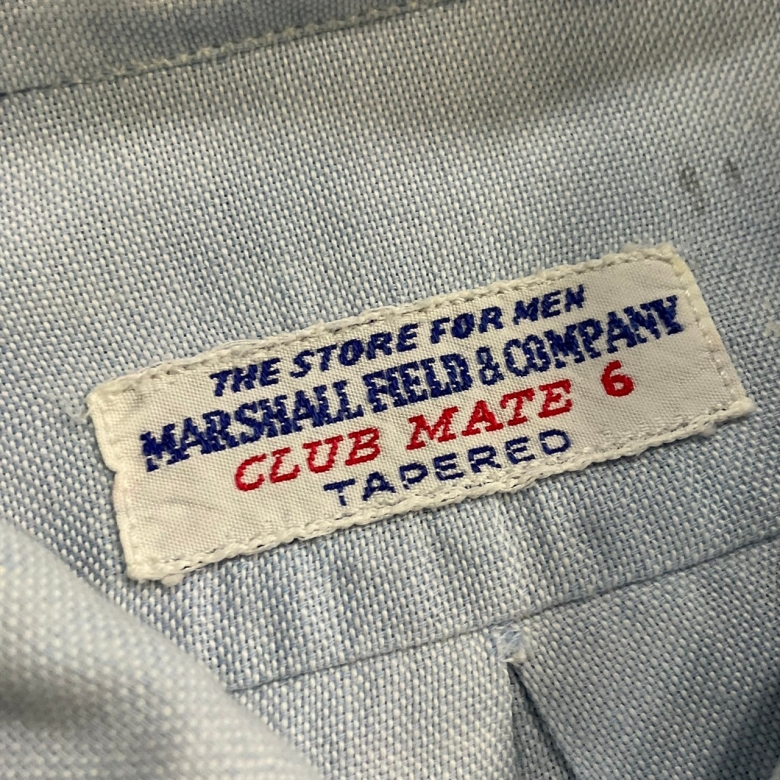 THE STORE FOR MEN
MARSHALL FIELD & COMPANY
CLUB MATE 6
TAPERED